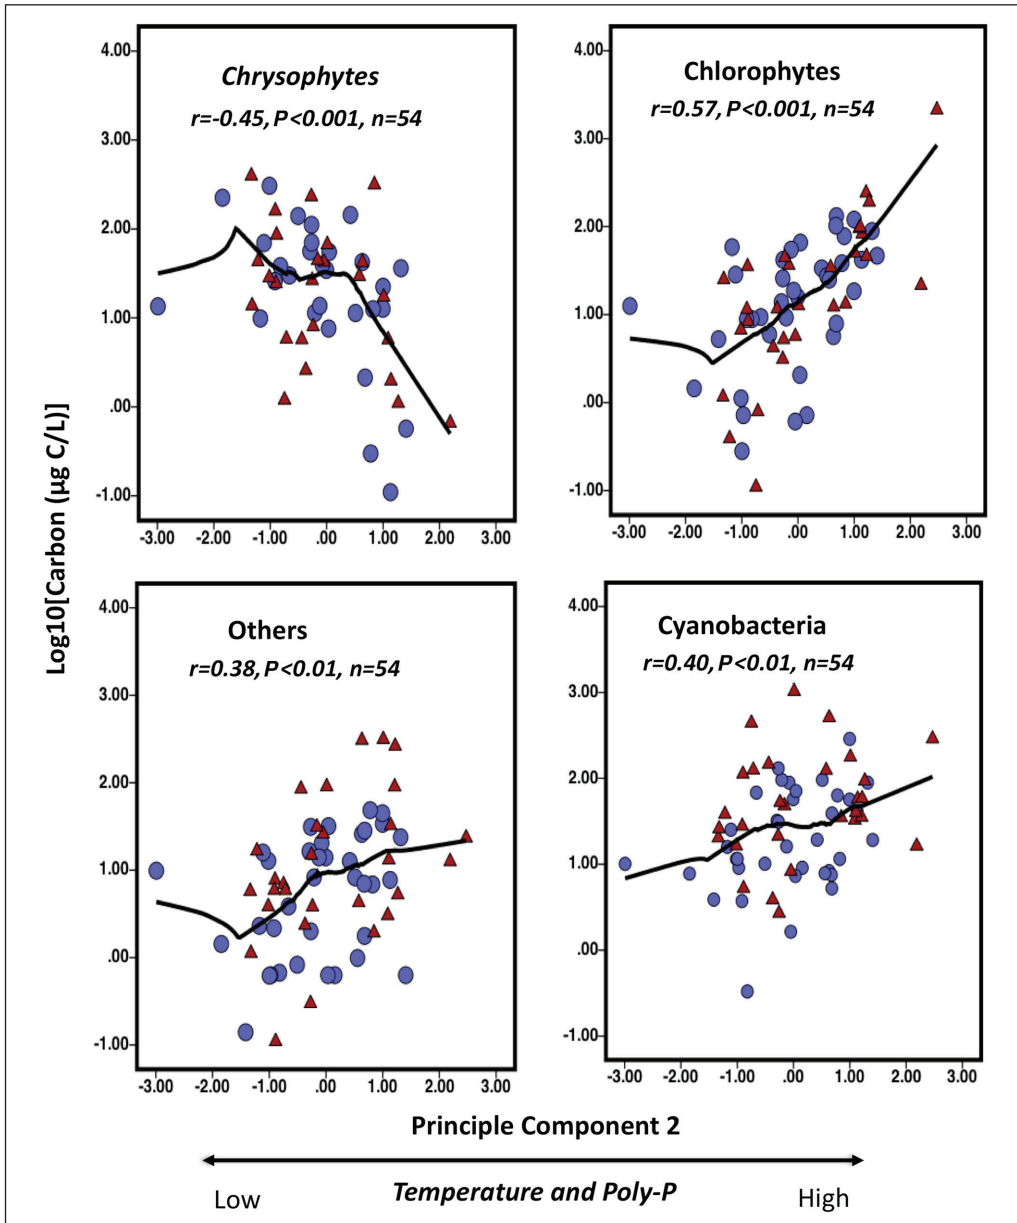 Log10[Carbon (µg C/L)]
Chrysophytes
r=-0.45, P<0.001, n=54
4.00
3.00
2.00
1.00
.00
-1.00
-3.00 -2.00 -1.00 .00 1.00 2.00 3.00
Chlorophytes
r=0.57, P<0.001, n=54
4.00
3.00
2.00
1.00
.00
-1.00
-3.00 -2.00 -1.00 .00 1.00 2.00 3.00
Others
r=0.38, P<0.01, n=54
4.00
3.00
2.00
1.00
.00
-1.00
-3.00 -2.00 -1.00 .00 1.00 2.00 3.00
Cyanobacteria
r=0.40, P<0.01, n=54
4.00
3.00
2.00
1.00
.00
-1.00
-3.00 -2.00 -1.00 .00 1.00 2.00 3.00
Principle Component 2
Low Temperature and Poly-P High